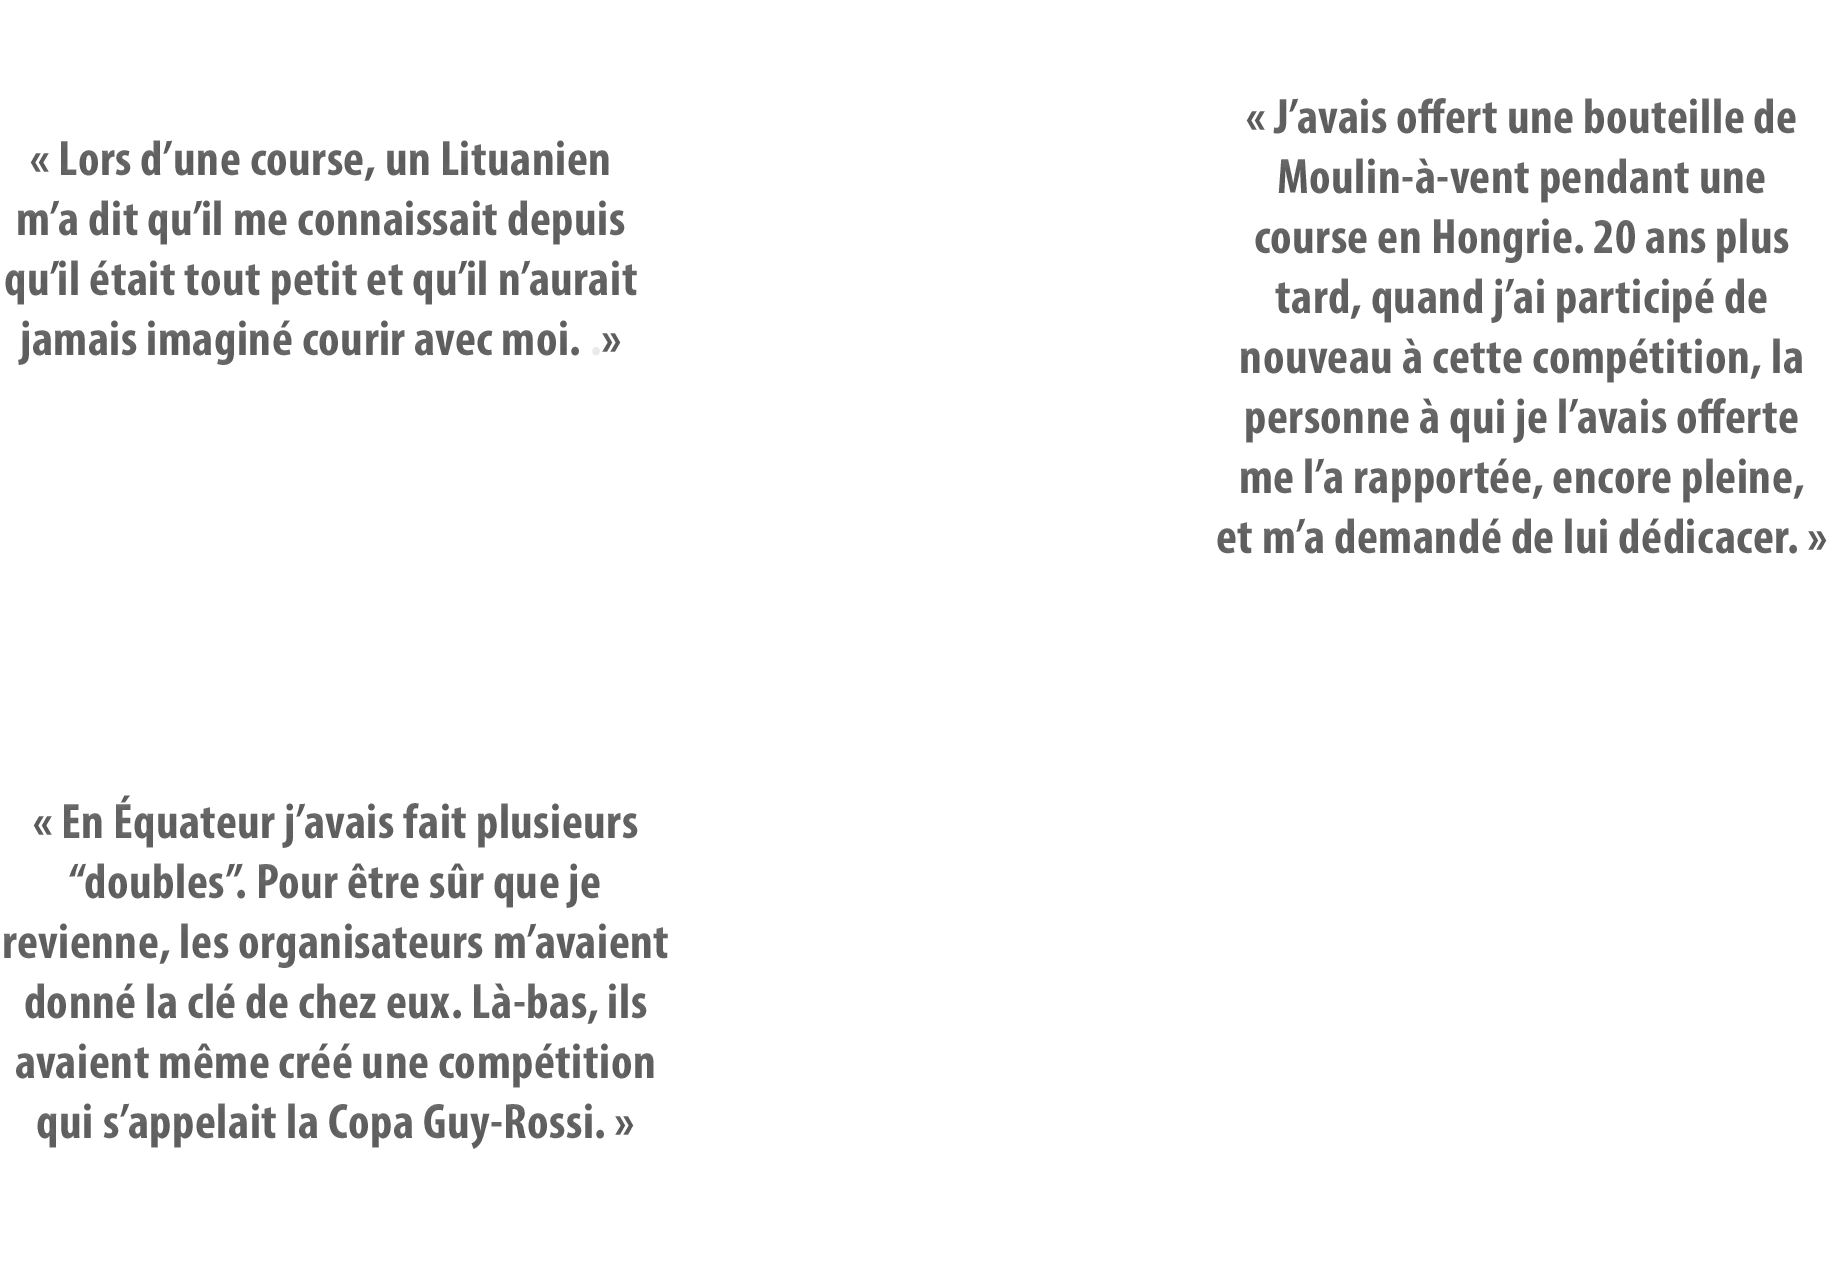 « Lors d’une course, un Lituanien
m’a dit qu’il me connaissait depuis
qu’il était tout petit et qu’il n’aurait
jamais imaginé courir avec moi. .»
« J’avais offert une bouteille de
Moulin-à-vent pendant une
course en Hongrie. 20 ans plus
tard, quand j’ai participé de
nouveau à cette compétition, la
personne à qui je l’avais offerte
me l’a rapportée, encore pleine,
et m’a demandé de lui dédicacer. »
« En Équateur j’avais fait plusieurs
“doubles”. Pour être sûr que je
revienne, les organisateurs m’avaient
donné la clé de chez eux. Là-bas, ils
avaient même créé une compétition
qui s’appelait la Copa Guy-Rossi. »